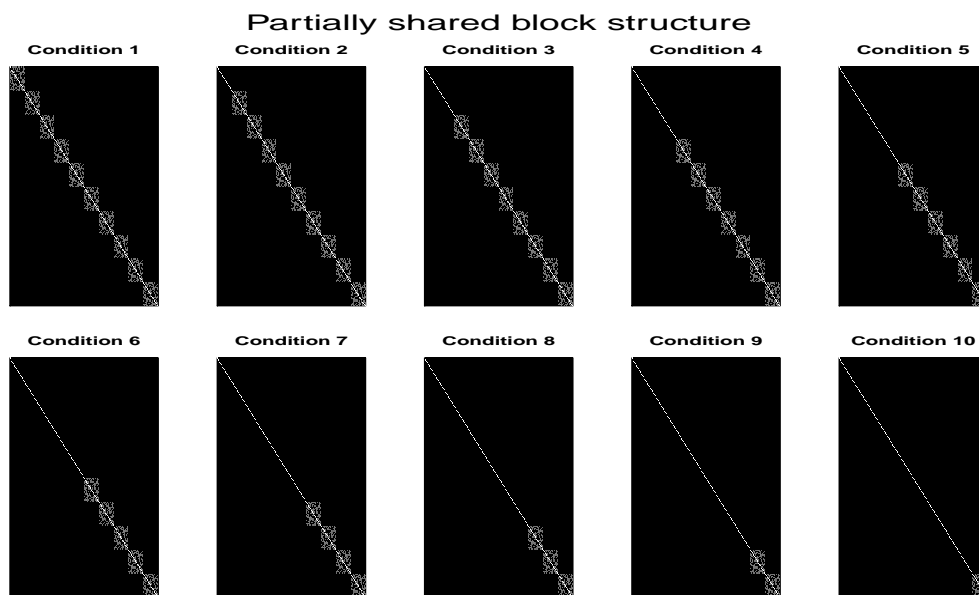 Partially shared block structure
Condition 1
Condition 2
Condition 3
Condition 4
Condition 5
Condition 6
Condition 7
Condition 8
Condition 9
Condition 10